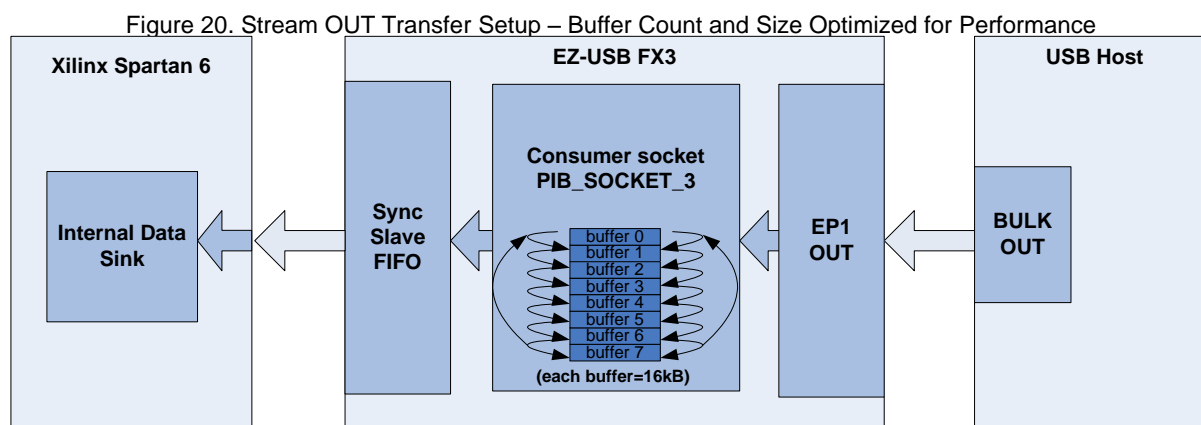 Figure 20. Stream OUT Transfer Setup – Buffer Count and Size Optimized for Performance
Xilinx Spartan 6
EZ-USB FX3
USB Host
Internal Data
Sink
Sync
Slave
FIFO
Consumer socket
PIB_SOCKET_3
buffer 0
buffer 1
buffer 2
buffer 3
buffer 4
buffer 5
buffer 6
buffer 7
(each buffer=16kB)
EP1
OUT
BULK
OUT